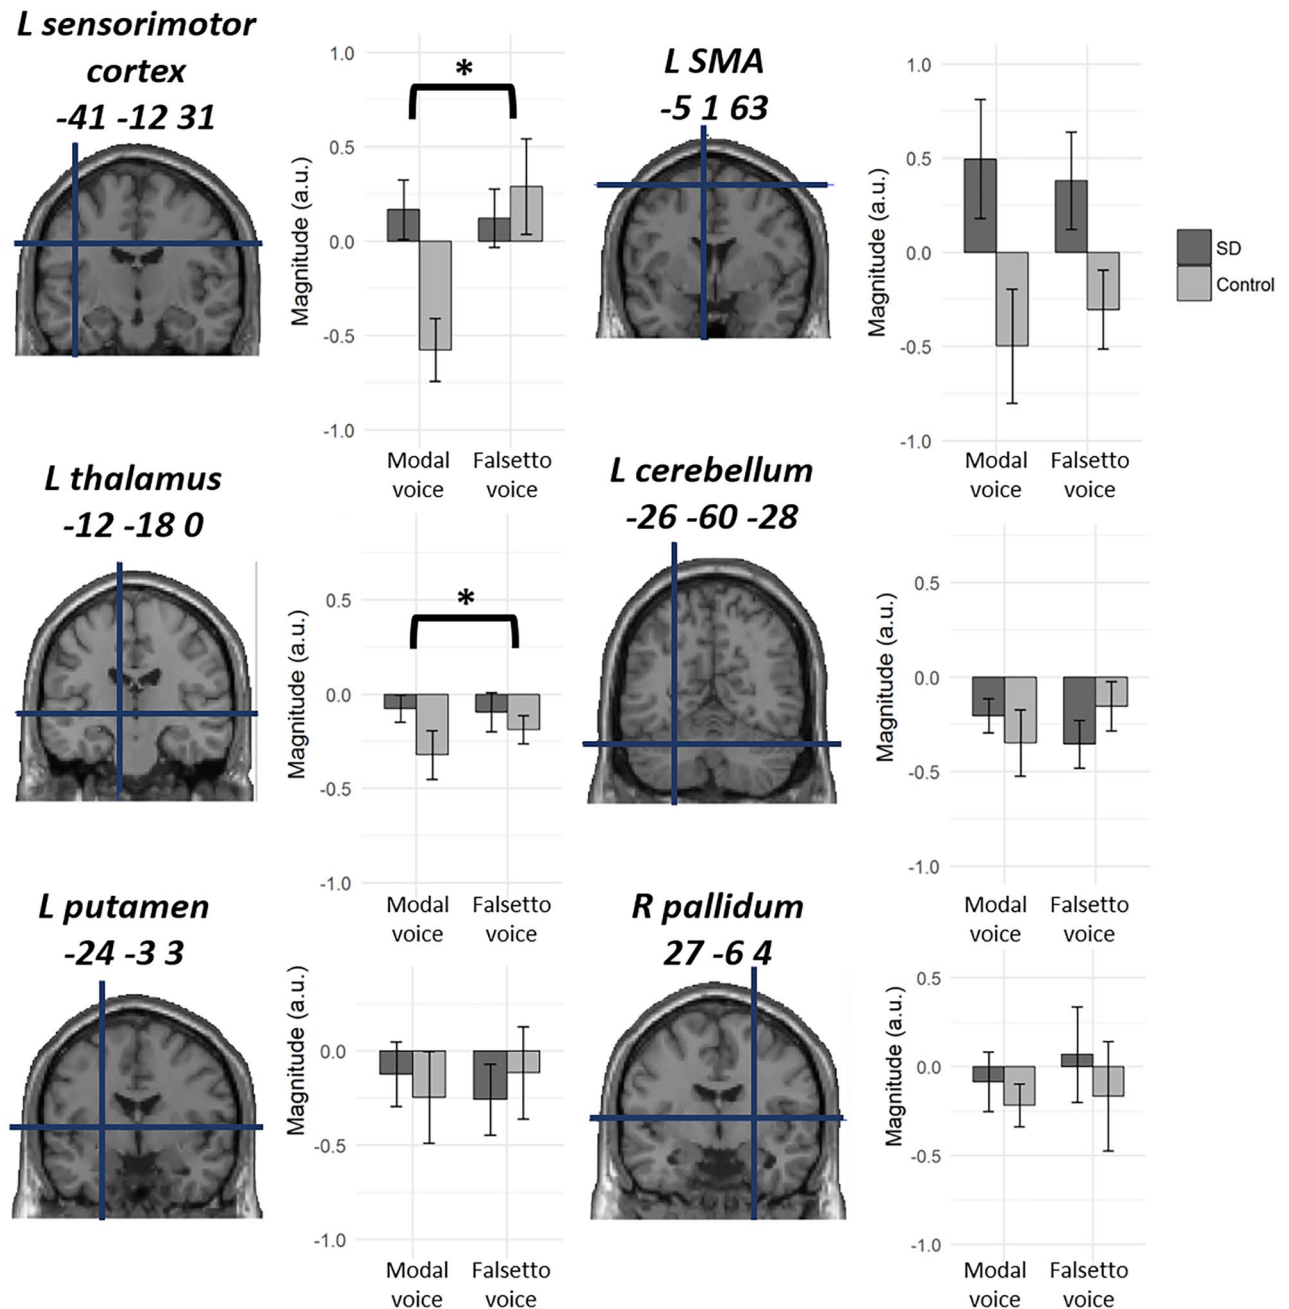 L sensorimotor
cortex
-41 -12 31
1.0
0.5
0.0
-0.5
-1.0
Magnitude (a.u.)
*
Modal
voice
Falsetto
voice
L SMA
-5 1 63
1.0
0.5
0.0
-0.5
-1.0
Magnitude (a.u.)
Modal
voice
Falsetto
voice
SD
Control
L thalamus
-12 -18 0
0.5
0.0
-0.5
-1.0
Magnitude (a.u.)
*
Modal
voice
Falsetto
voice
L cerebellum
-26 -60 -28
0.5
0.0
-0.5
-1.0
Magnitude (a.u.)
Modal
voice
Falsetto
voice
L putamen
-24 -3 3
0.0
-0.5
-1.0
Magnitude (a.u.)
Modal
voice
Falsetto
voice
R pallidum
27 -6 4
0.5
0.0
-0.5
-1.0
Magnitude (a.u.)
Modal
voice
Falsetto
voice